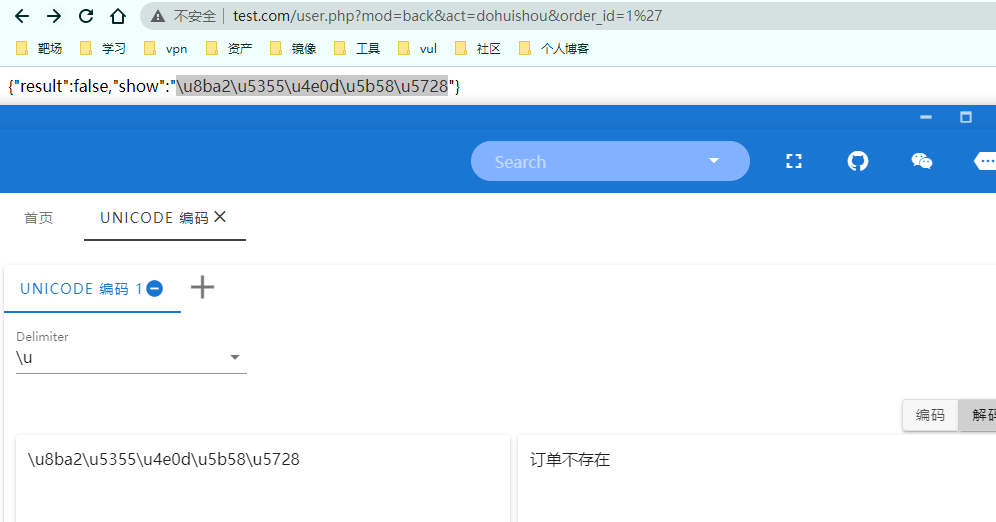 不安全 | test.com/user.php?mod=back&act=dohuishou&order_id=1%27
靶场 学习 vpn 资产 镜像 工具 vul 社区 个人博客
{"result":false,"show":"\u8ba2\u5355\u4e0d\u5b58\u5728"}
Search
首页 UNICODE 编码
UNICODE 编码 1
Delimiter
\u
编码 解码
\u8ba2\u5355\u4e0d\u5b58\u5728 订单不存在